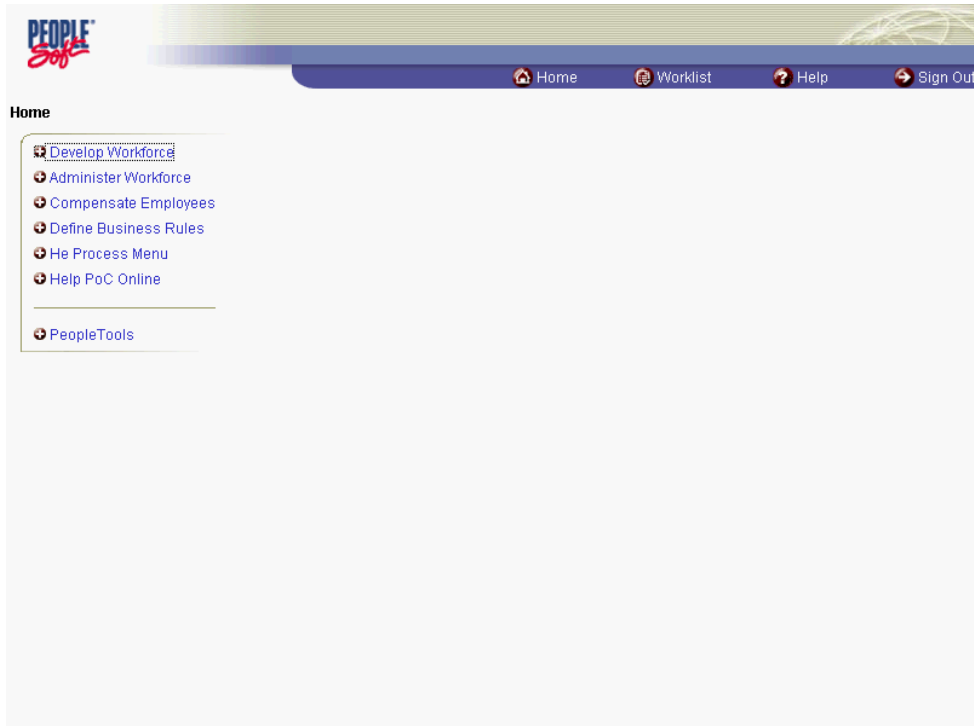 PEOPLE
Soft
Home Worklist Help Sign Out
Home
Develop Workforce
Administer Workforce
Compensate Employees
Define Business Rules
He Process Menu
Help PoC Online
PeopleTools